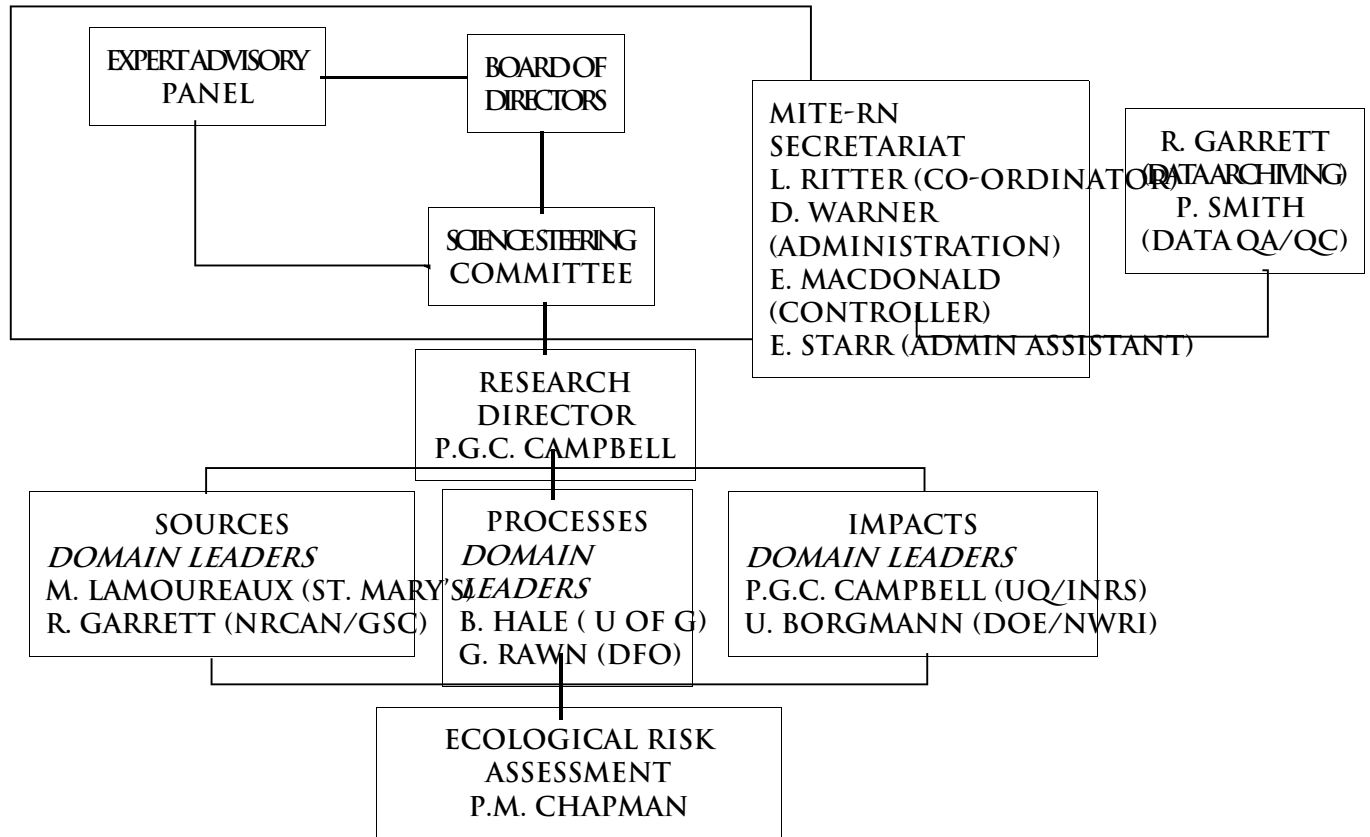 EXPERT ADVISORY
PANEL
BOARD OF
DIRECTORS
MITE-RN
SECRETARIAT
L. RITTER (CO-ORDINATOR)
D. WARNER
(ADMINISTRATION)
E. MACDONALD
(CONTROLLER)
E. STARR (ADMIN ASSISTANT)
R. GARRETT
(DATA ARCHIVING)
P. SMITH
(DATA QA/QC)
SCIENCE STEERING
COMMITTEE
RESEARCH
DIRECTOR
P.G.C. CAMPBELL
SOURCES
DOMAIN LEADERS
M. LAMOUREAUX (ST. MARY'S)
R. GARRETT (NRCAN/GSC)
PROCESSES
DOMAIN
LEADERS
B. HALE ( U OF G)
G. RAWN (DFO)
IMPACTS
DOMAIN LEADERS
P.G.C. CAMPBELL (UQ/INRS)
U. BORGMANN (DOE/NWRI)
ECOLOGICAL RISK
ASSESSMENT
P.M. CHAPMAN